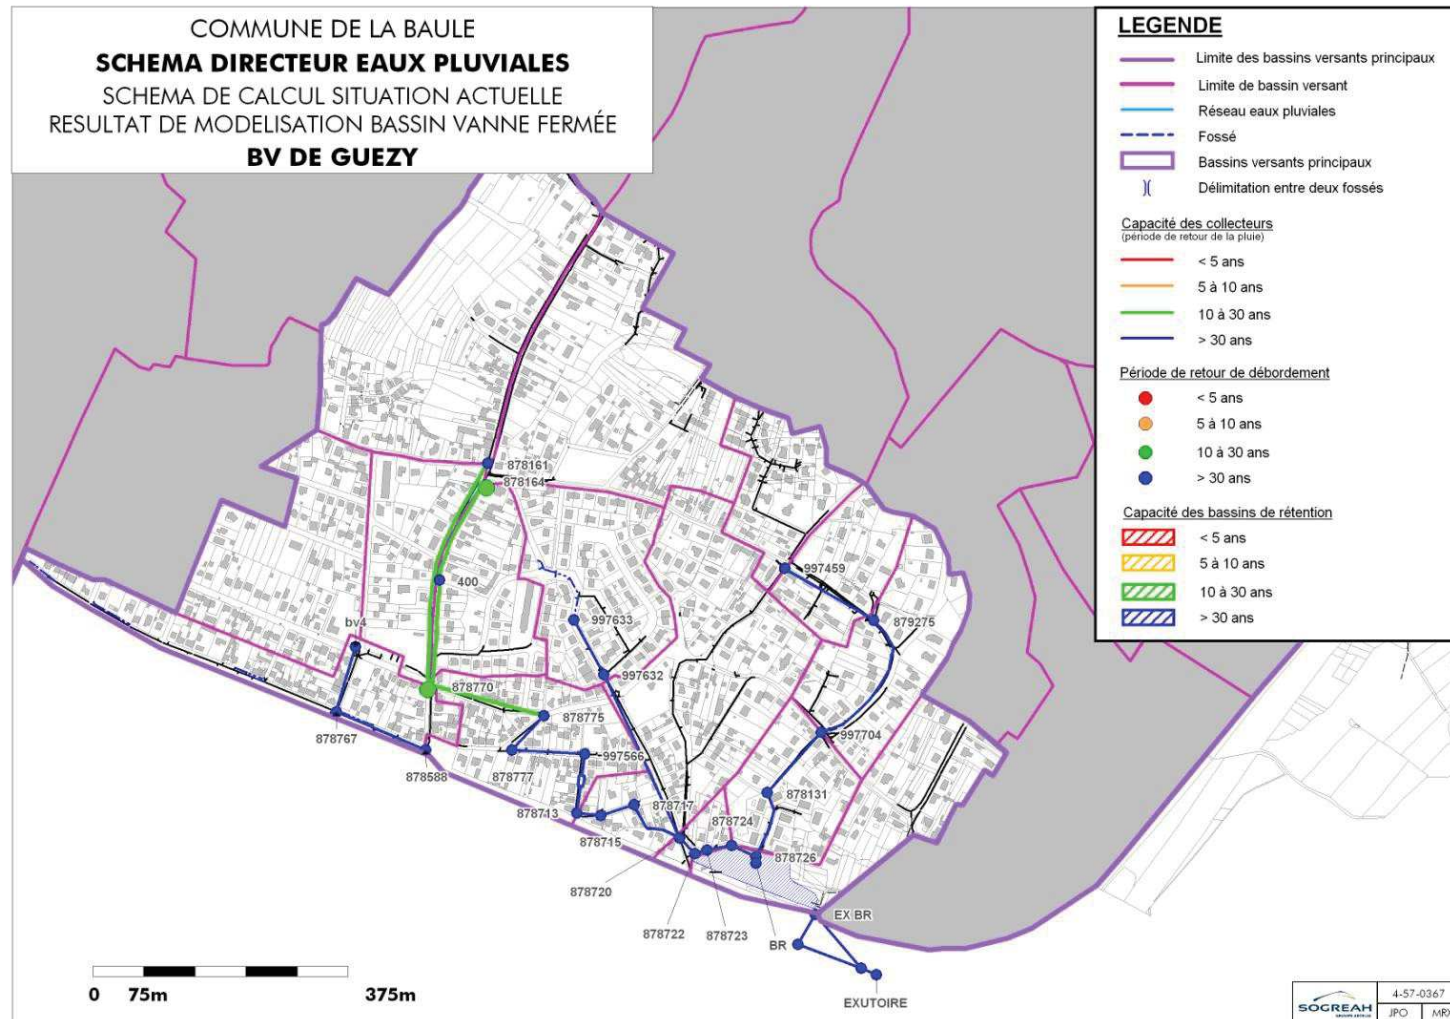 COMMUNE DE LA BAULE
SCHEMA DIRECTEUR EAUX PLUVIALES
SCHEMA DE CALCUL SITUATION ACTUELLE
RESULTAT DE MODELISATION BASSIN VANNE FERMÉE
BV DE GUEZY
LEGENDE
Limite des bassins versants principaux
Limite de bassin versant
Réseau eaux pluviales
Fossé
Bassins versants principaux
Délimitation entre deux fossés
Capacité des collecteurs
(période de retour de la pluie)
< 5 ans
5 à 10 ans
10 à 30 ans
> 30 ans
Période de retour de débordement
< 5 ans
5 à 10 ans
10 à 30 ans
> 30 ans
Capacité des bassins de rétention
< 5 ans
5 à 10 ans
10 à 30 ans
> 30 ans
878161
878164
400
997459
bv4
997633
879275
997632
878770
878775
997704
878767
878588
878777
997566
878131
878713
878717
878724
878715
878726
878720
878722
878723
BR
EX BR
EXUTOIRE
0 75m 375m
SOGREAH
4-57-0367
JPO